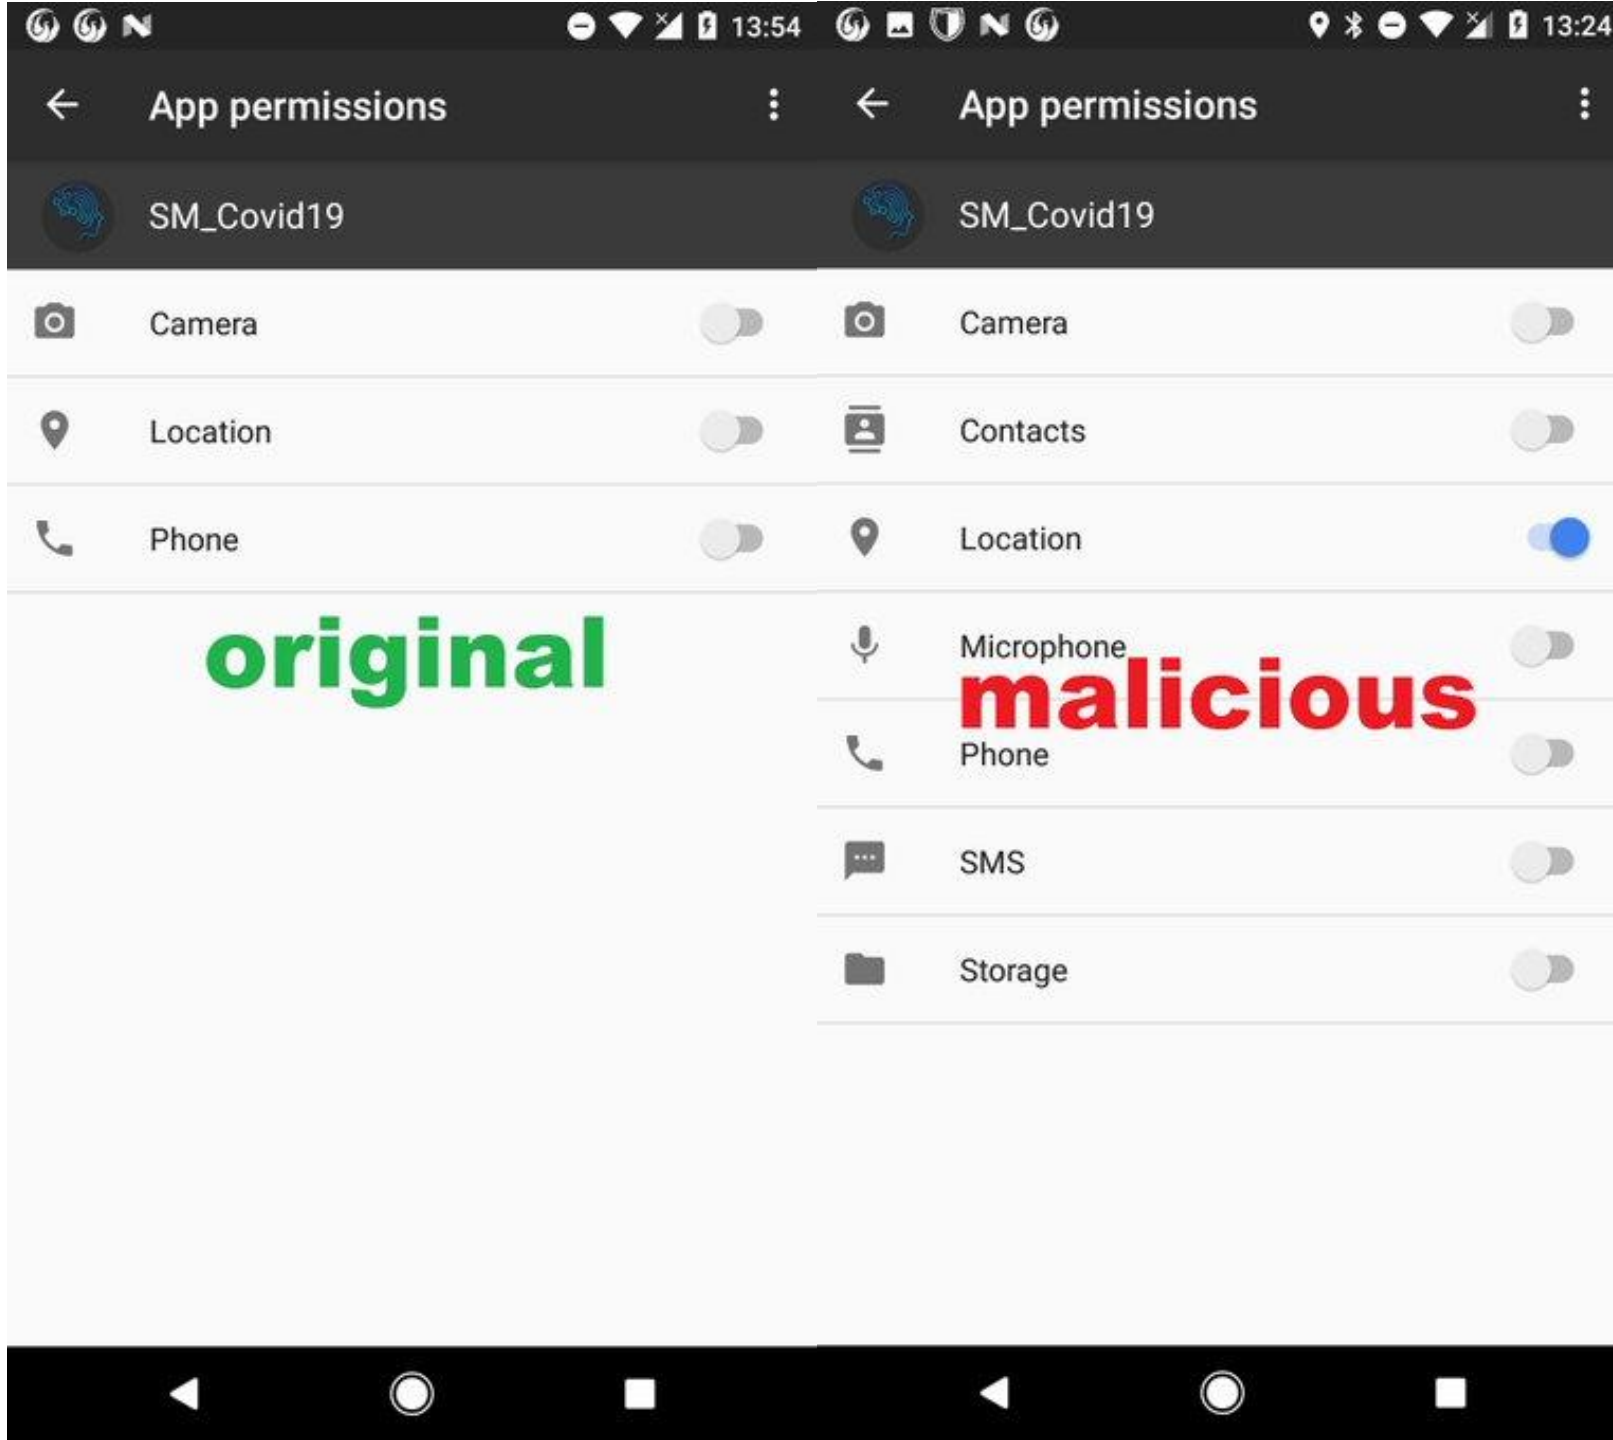 13:54
App permissions
SM_Covid19
Camera
Location
Phone
original
13:24
App permissions
SM_Covid19
Camera
Contacts
Location
Microphone
malicious
Phone
SMS
Storage